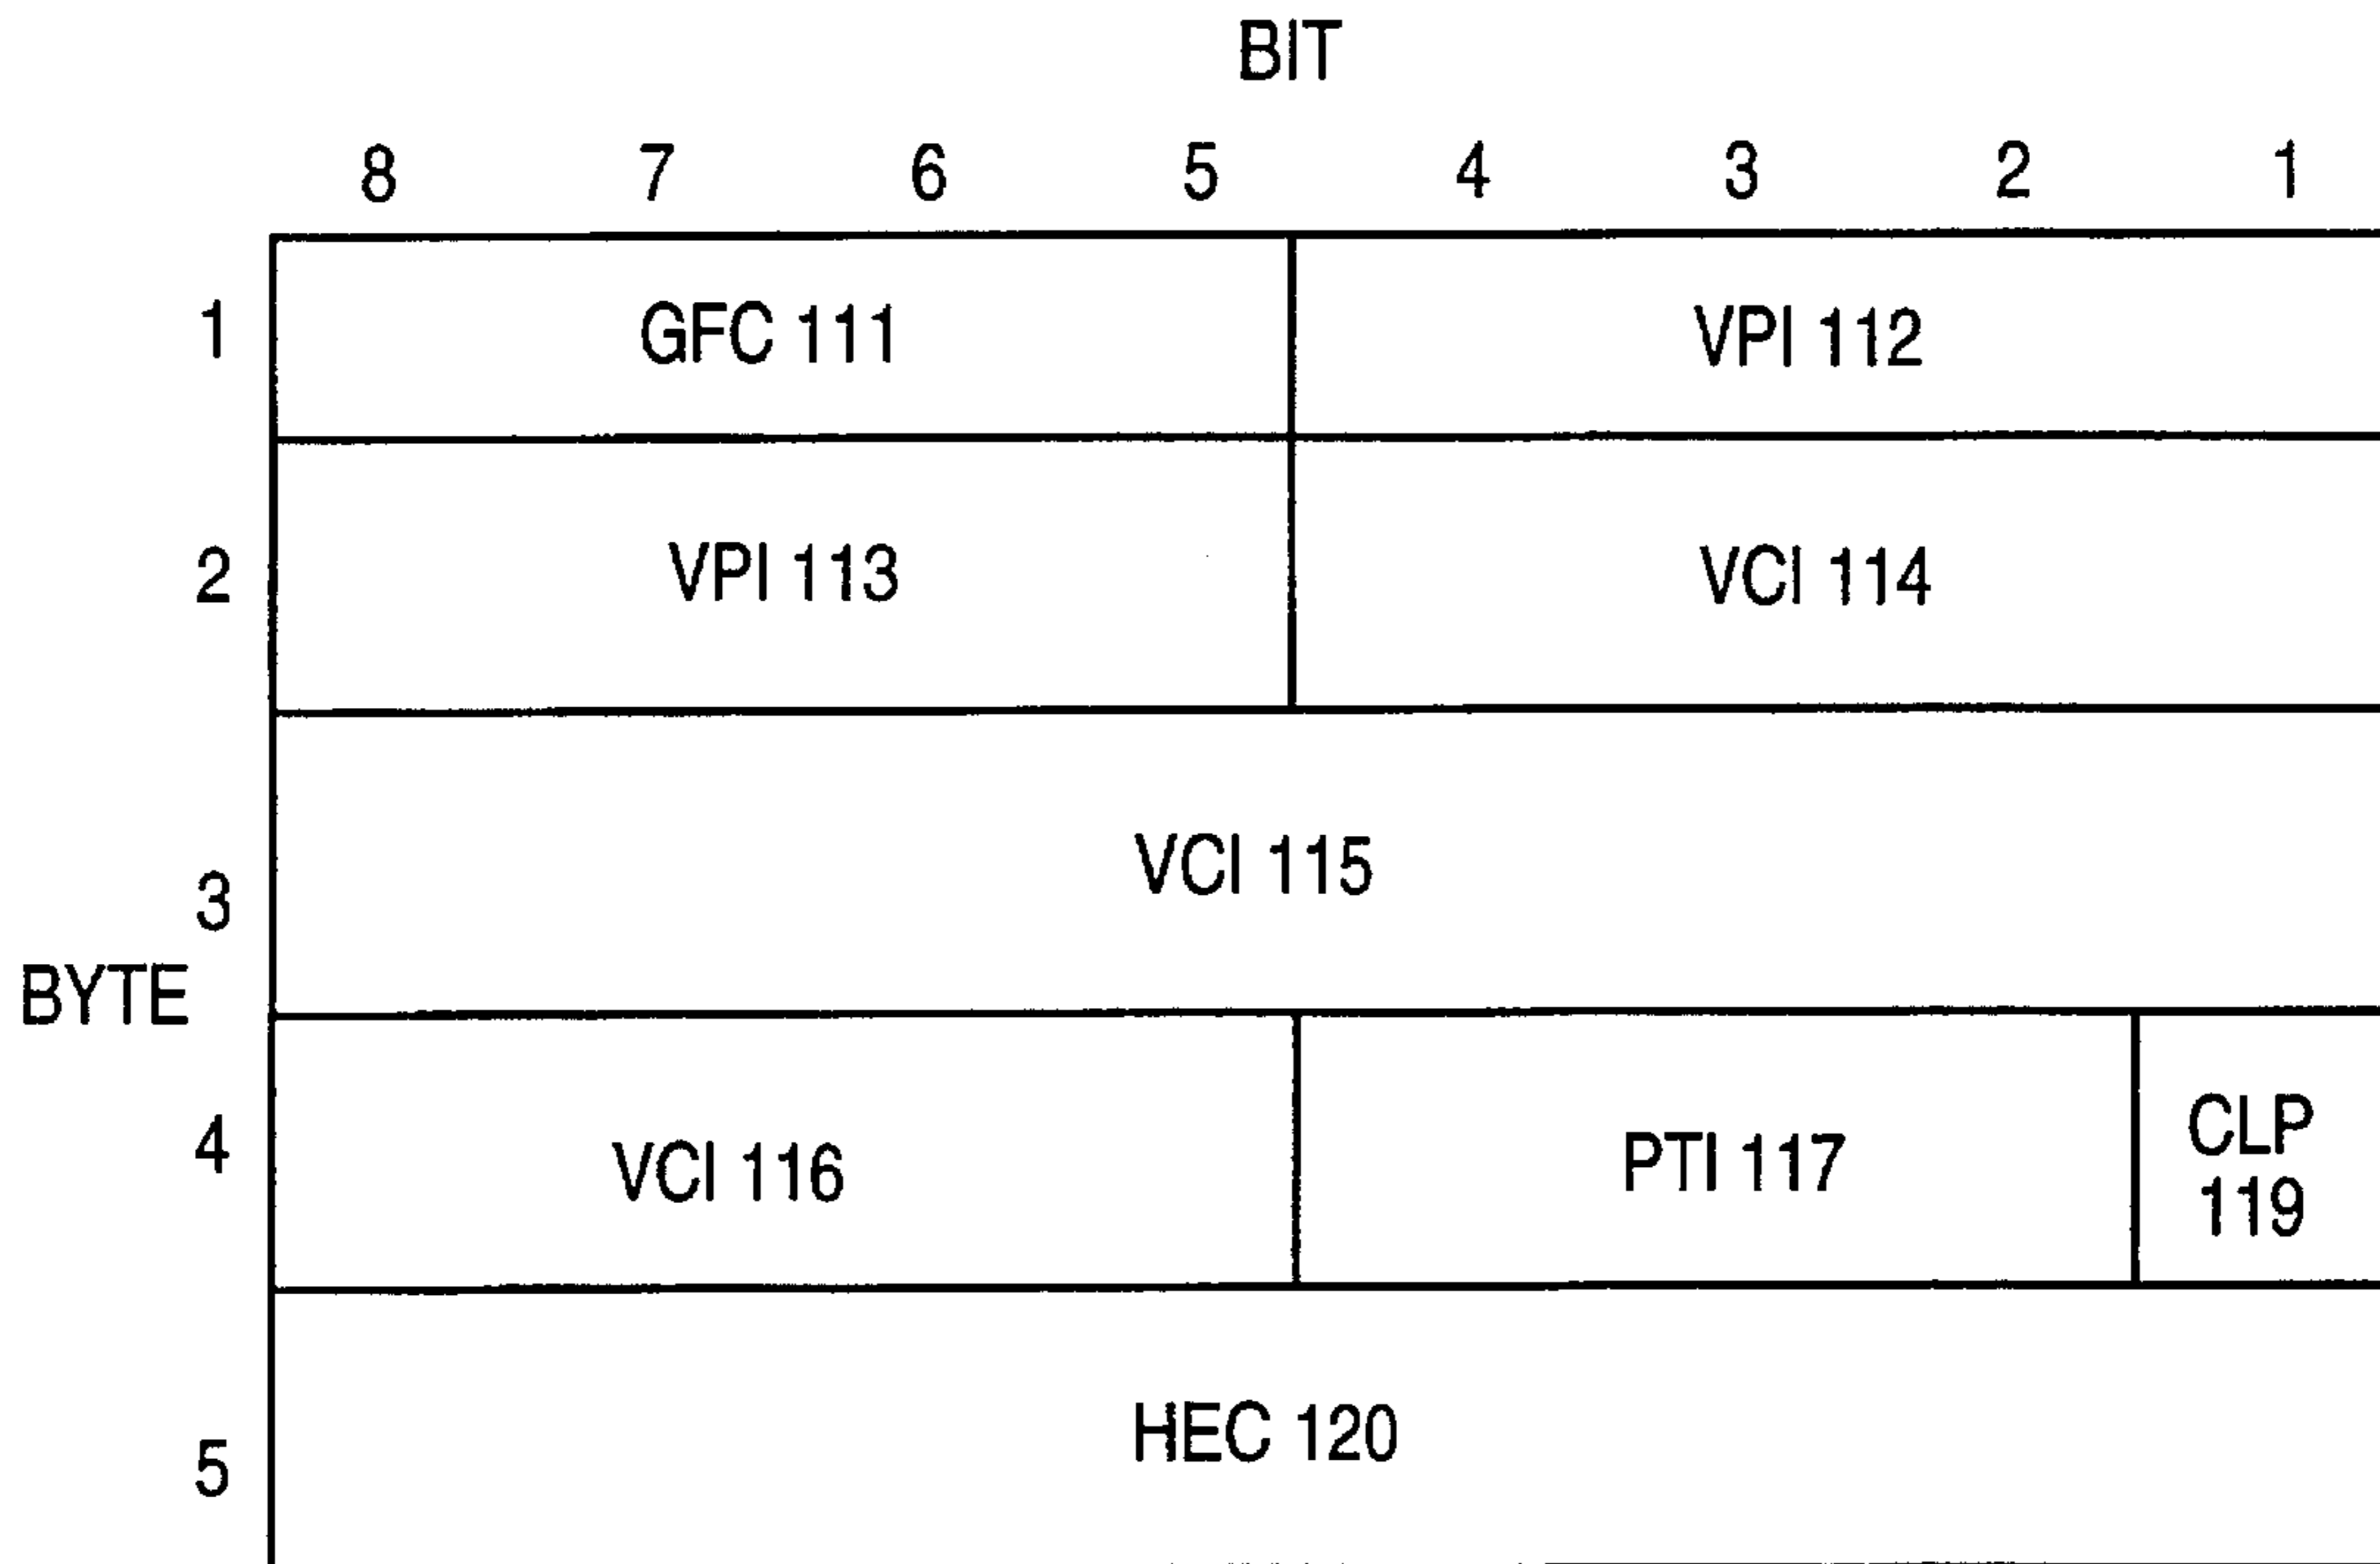 BIT
8 7 6 5 4 3 2 1
1 GFC 111 VPI 112
2 VPI 113 VCI 114
3 VCI 115
BYTE
4 VCI 116 PTI 117 CLP 119
5 HEC 120